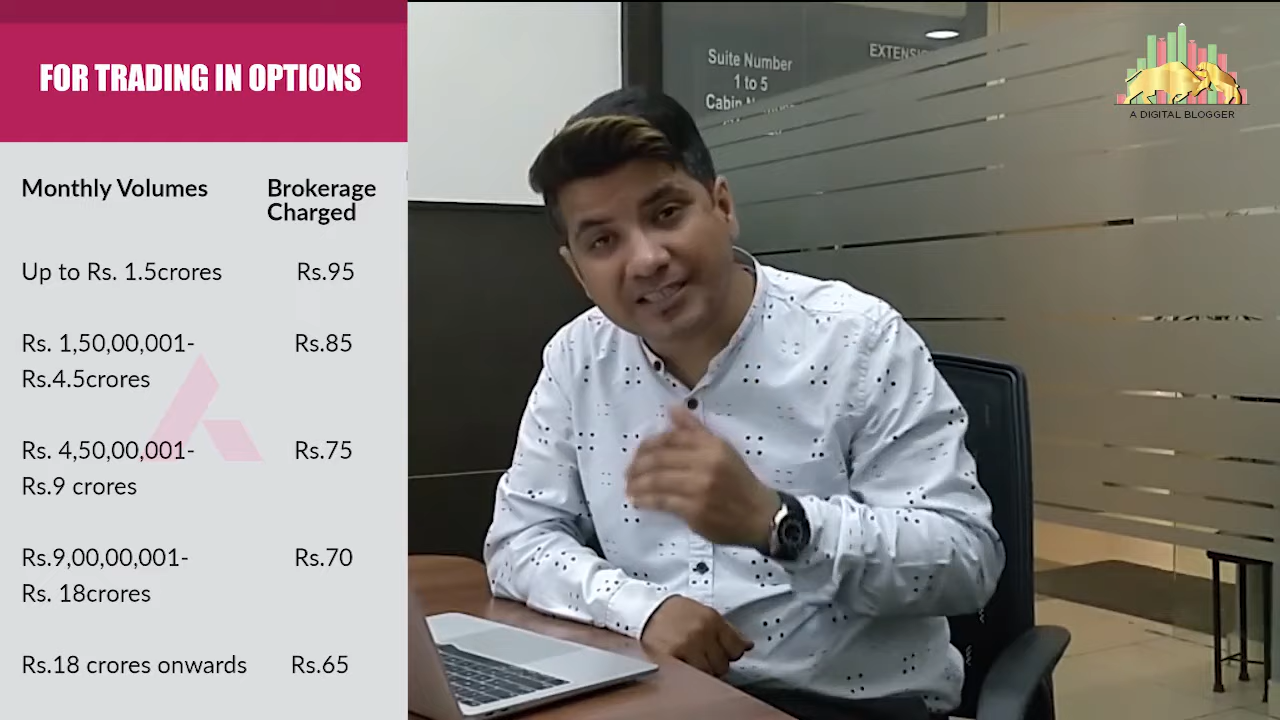 FOR TRADING IN OPTIONS
Monthly Volumes
Brokerage
Charged
Up to Rs. 1.5crores
Rs.95
Rs. 1,50,00,001-
Rs.4.5crores
Rs.85
Rs. 4,50,00,001-
Rs.9 crores
Rs.75
Rs.9,00,00,001-
Rs. 18crores
Rs.70
Rs.18 crores onwards
Rs.65
Suite Number
1 to 5
A DIGITAL BLOGGER